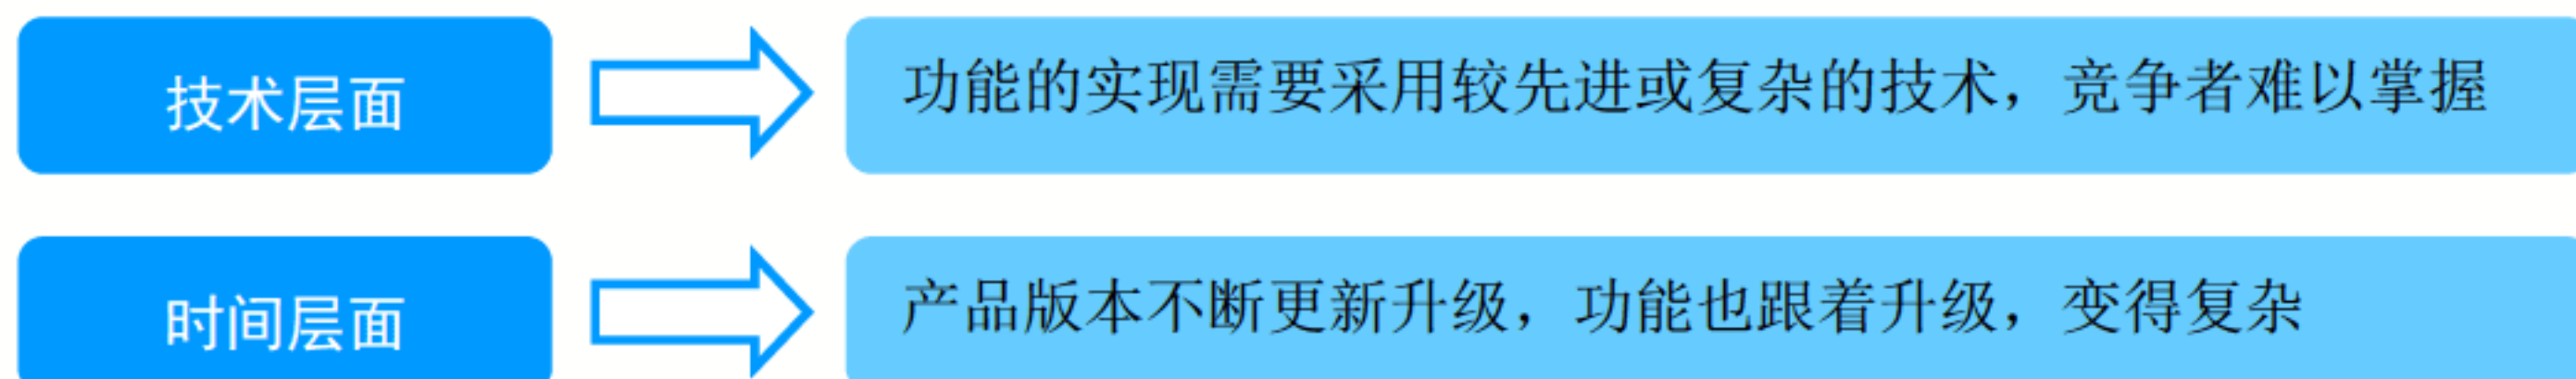 技术层面
功能的实现需要采用较先进或复杂的技术，竞争者难以掌握
时间层面
产品版本不断更新升级，功能也跟着升级，变得复杂